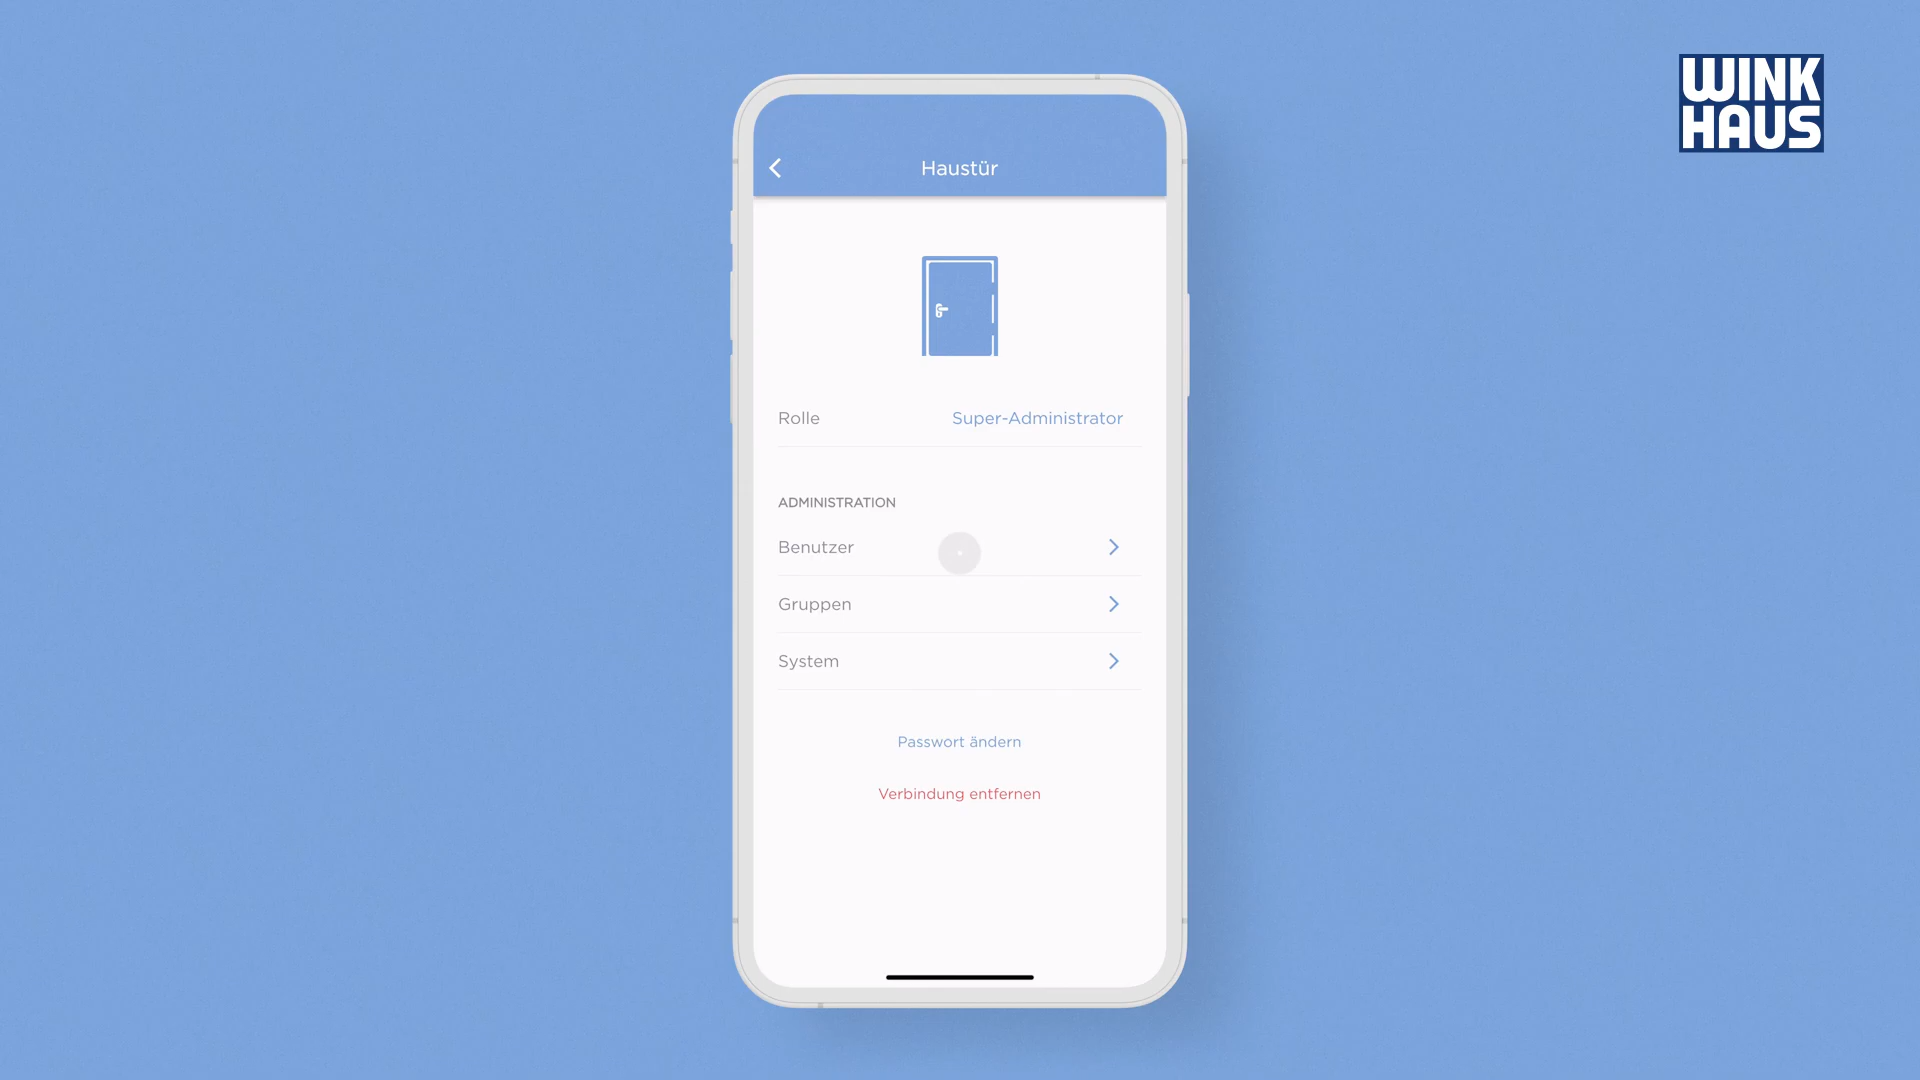 WINK
HAUS
Haustür
Rolle Super-Administrator
ADMINISTRATION
Benutzer
Gruppen
System
Passwort ändern
Verbindung entfernen